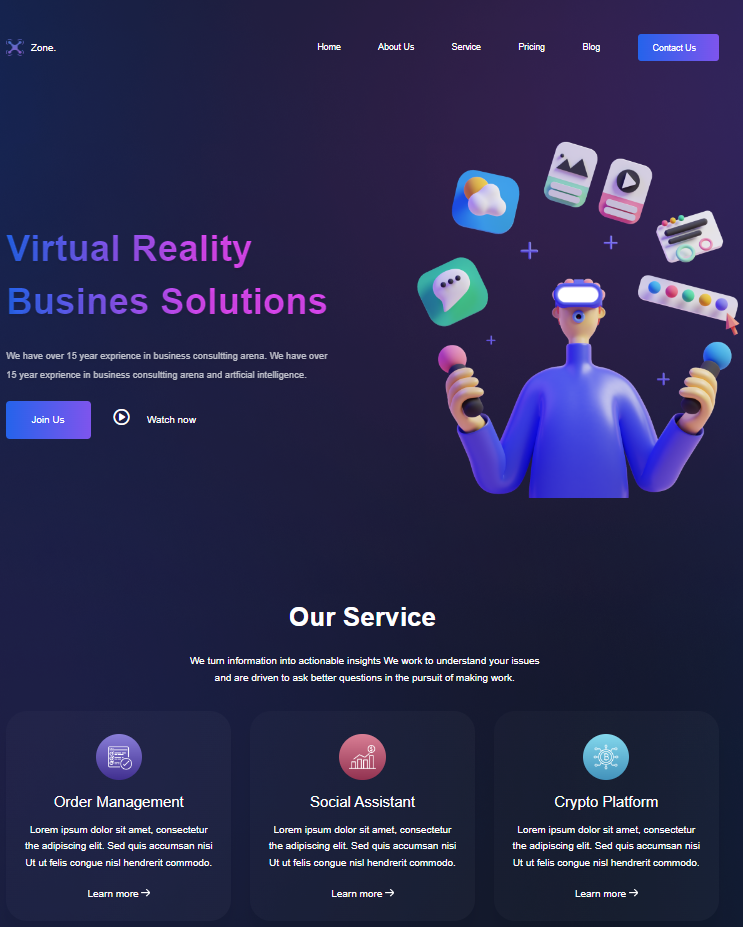 Zone.
Home About Us Service Pricing Blog Contact Us
Virtual Reality
Busines Solutions
We have over 15 year exprience in business consultting arena. We have over
15 year exprience in business consultting arena and artficial intelligence.
Join Us Watch now
Our Service
We turn information into actionable insights We work to understand your issues
and are driven to ask better questions in the pursuit of making work.
Order Management
Lorem ipsum dolor sit amet, consectetur
the adipiscing elit. Sed quis accumsan nisi
Ut ut felis congue nisl hendrerit commodo.
Learn more →
Social Assistant
Lorem ipsum dolor sit amet, consectetur
the adipiscing elit. Sed quis accumsan nisi
Ut ut felis congue nisl hendrerit commodo.
Learn more →
Crypto Platform
Lorem ipsum dolor sit amet, consectetur
the adipiscing elit. Sed quis accumsan nisi
Ut ut felis congue nisl hendrerit commodo.
Learn more →